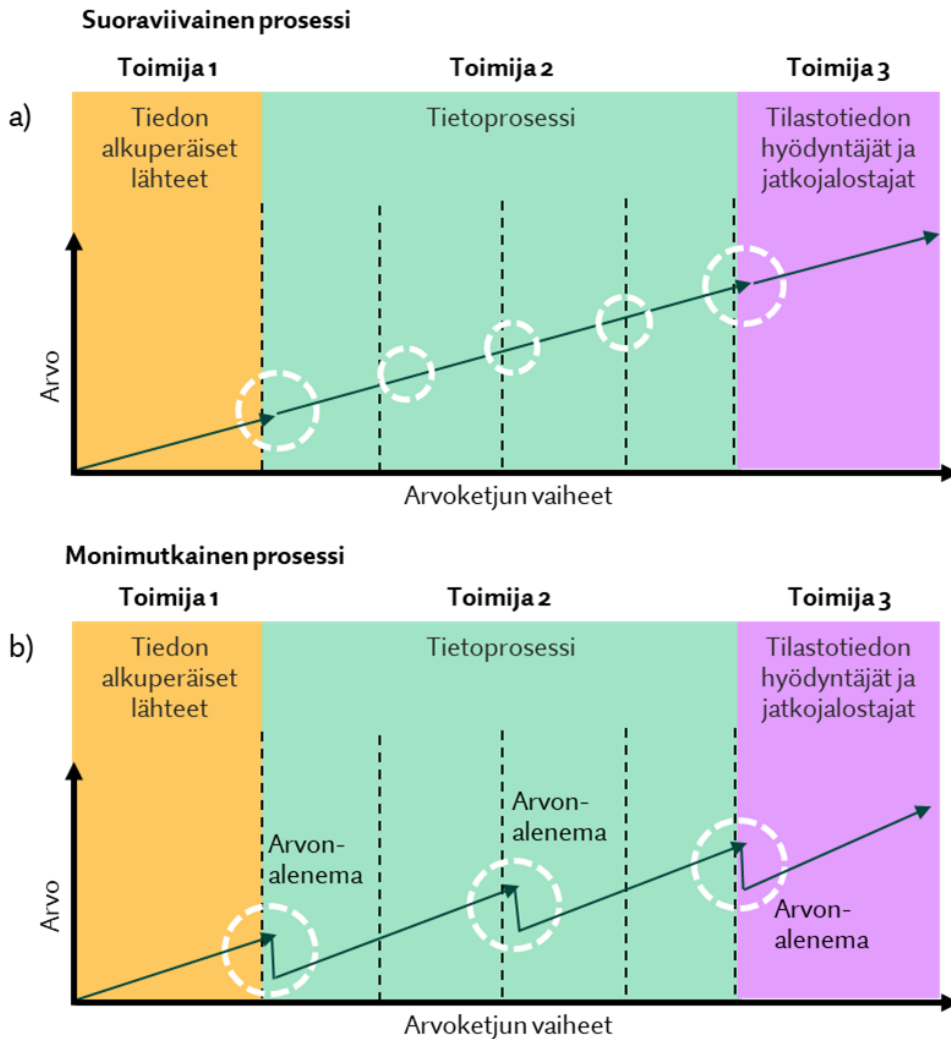 Suoraviivainen prosessi
Toimija 1
Toimija 2
Toimija 3
a)
Tiedon
alkuperäiset
lähteet
Tietoprosessi
Tilastotiedon
hyödyntäjät ja
jatkojalostajat
Arvo
Arvoketjun vaiheet
Monimutkainen prosessi
Toimija 1
Toimija 2
Toimija 3
b)
Tiedon
alkuperäiset
lähteet
Tietoprosessi
Tilastotiedon
hyödyntäjät ja
jatkojalostajat
Arvon-
alenema
Arvon-
alenema
Arvon-
alenema
Arvo
Arvoketjun vaiheet